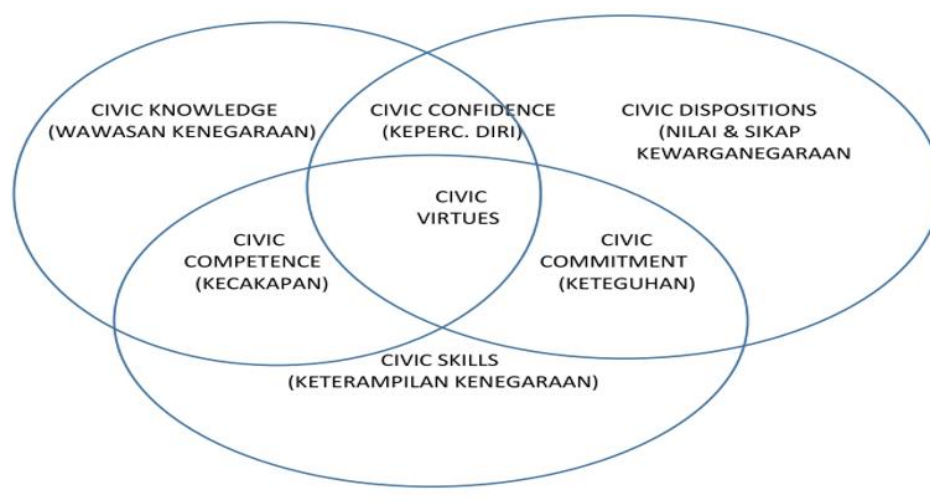 CIVIC KNOWLEDGE
(WAWASAN KENEGARAAN)
CIVIC CONFIDENCE
(KEPERC. DIRI)
CIVIC DISPOSITIONS
(NILAI & SIKAP
KEWARGANEGARAAN
CIVIC
VIRTUES
CIVIC
COMPETENCE
(KECAKAPAN)
CIVIC
COMMITMENT
(KETEGUHAN)
CIVIC SKILLS
(KETERAMPILAN KENEGARAAN)